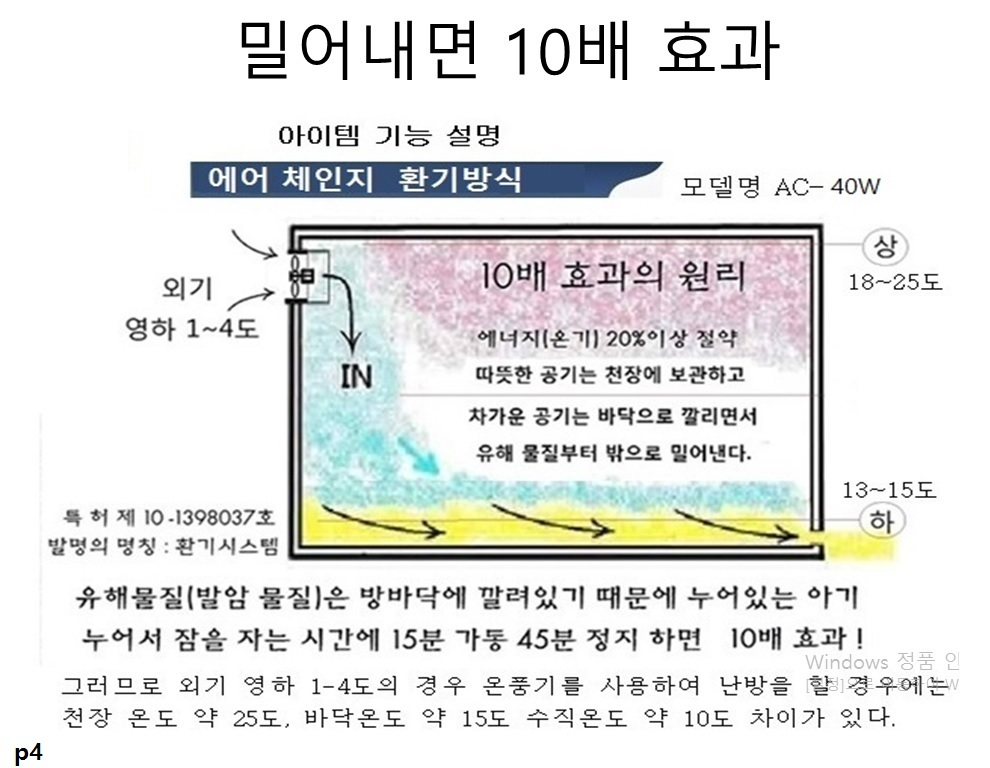 밀어내면 10배 효과
아이템 기능 설명
에어 체인지 환기방식
모델명 AC- 40W
상
18~25도
10배 효과의 원리
외기
영하 1~4도
에너지(온기) 20%이상 절약
IN
따뜻한 공기는 천장에 보관하고
차가운 공기는 바닥으로 깔리면서
유해 물질부터 밖으로 밀어낸다.
13~15도
하
특허 제 10-1398037호
발명의 명칭 : 환기시스템
유해물질(발암 물질)은 방바닥에 깔려있기 때문에 누어있는 아기
누어서 잠을 자는 시간에 15분 가동 45분 정지 하면 10배 효과 !
Windows 정품 인
그러므로 외기 영하 1-4도의 경우 온풍기를 사용하여 난방을 할 경우에는
천장 온도 약 25도, 바닥온도 약 15도 수직온도 약 10도 차이가 있다.
p4